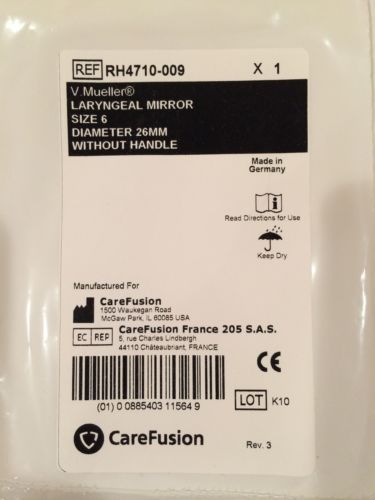 REF RH4710-009 X 1
V.Mueller®
LARYNGEAL MIRROR
SIZE 6
DIAMETER 26MM
WITHOUT HANDLE
Made in
Germany
Read Directions for Use
Keep Dry
Manufactured For
CareFusion
1500 Waukegan Road
McGaw Park, IL 60085 USA
EC REP CareFusion France 205 S.A.S.
5, rue Charles Lindbergh
44110 Châteaubriant, FRANCE
CE
(01) 0 0885403 11564 9
LOT K10
CareFusion
Rev. 3